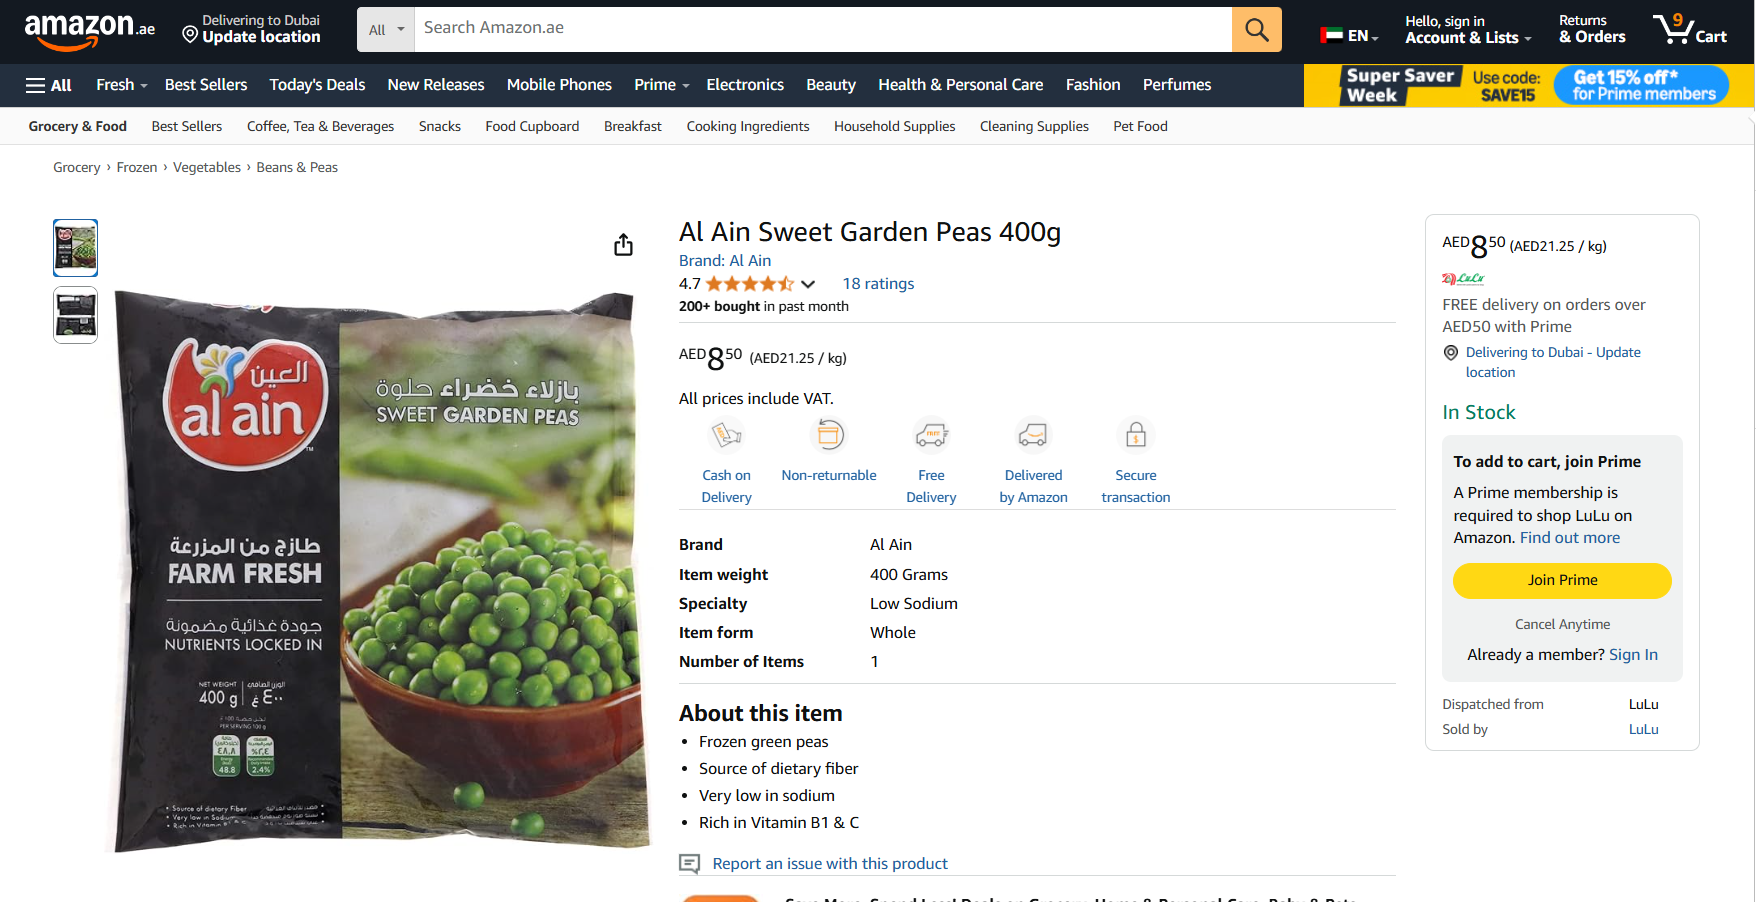 amazon.ae
Delivering to Dubai
Update location
All
Search Amazon.ae
EN
Hello, sign in
Account & Lists
Returns
& Orders
9
Cart
All
Fresh
Best Sellers
Today's Deals
New Releases
Mobile Phones
Prime
Electronics
Beauty
Health & Personal Care
Fashion
Perfumes
Super Saver
Week
Use code:
SAVE15
Get 15% off*
for Prime members
Grocery & Food
Best Sellers
Coffee, Tea & Beverages
Snacks
Food Cupboard
Breakfast
Cooking Ingredients
Household Supplies
Cleaning Supplies
Pet Food
Grocery › Frozen › Vegetables › Beans & Peas
العين
al ain
بازلاء خضراء حلوة
SWEET GARDEN PEAS
طازج من المزرعة
FARM FRESH
جودة غذائية مضمونة
NUTRIENTS LOCKED IN
NET WEIGHT
400 g
الوزن الصافي
٤٠٠ غ
PER SERVING 100 g
٤٨,٨
48.8
%٢,٤
2.4%
• Source of dietary Fiber
• Very low in Sodium
• Rich in Vitamin B
Al Ain Sweet Garden Peas 400g
Brand: Al Ain
4.7
18 ratings
200+ bought in past month
AED8.50 (AED21.25 / kg)
All prices include VAT.
Cash on
Delivery
Non-returnable
FREE
Free
Delivery
Delivered
by Amazon
Secure
transaction
Brand Al Ain
Item weight 400 Grams
Specialty Low Sodium
Item form Whole
Number of Items 1
About this item
• Frozen green peas
• Source of dietary fiber
• Very low in sodium
• Rich in Vitamin B1 & C
Report an issue with this product
AED8.50 (AED21.25 / kg)
LuLu
FREE delivery on orders over
AED50 with Prime
Delivering to Dubai - Update
location
In Stock
To add to cart, join Prime
A Prime membership is
required to shop LuLu on
Amazon. Find out more
Join Prime
Cancel Anytime
Already a member? Sign In
Dispatched from LuLu
Sold by LuLu